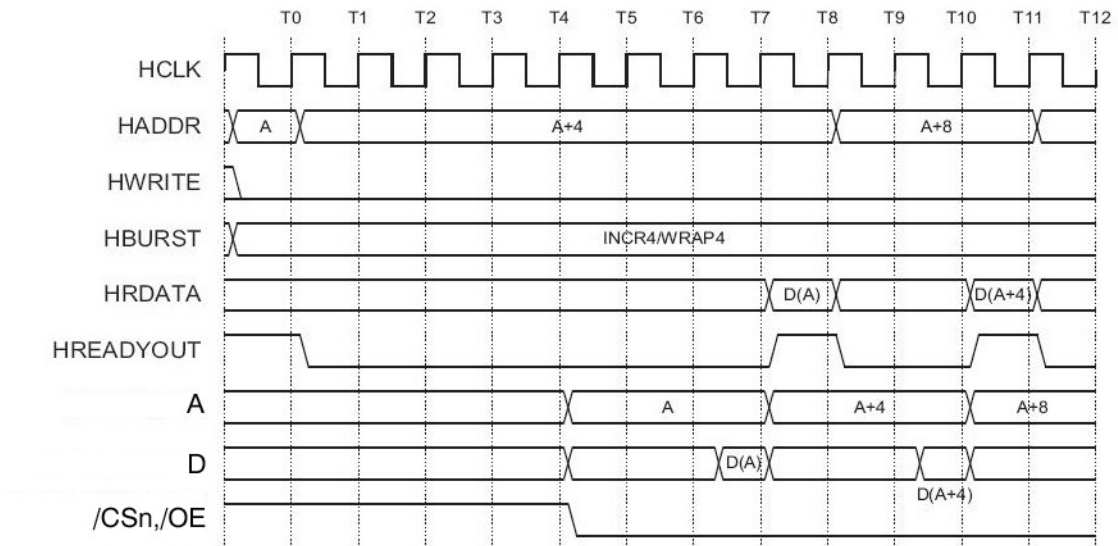 T0 T1 T2 T3 T4 T5 T6 T7 T8 T9 T10 T11 T12
HCLK
HADDR A A+4 A+8
HWRITE
HBURST INCR4/WRAP4
HRDATA D(A) D(A+4)
HREADYOUT
A A A+4 A+8
D D(A)
D(A+4)
/CSn,/OE